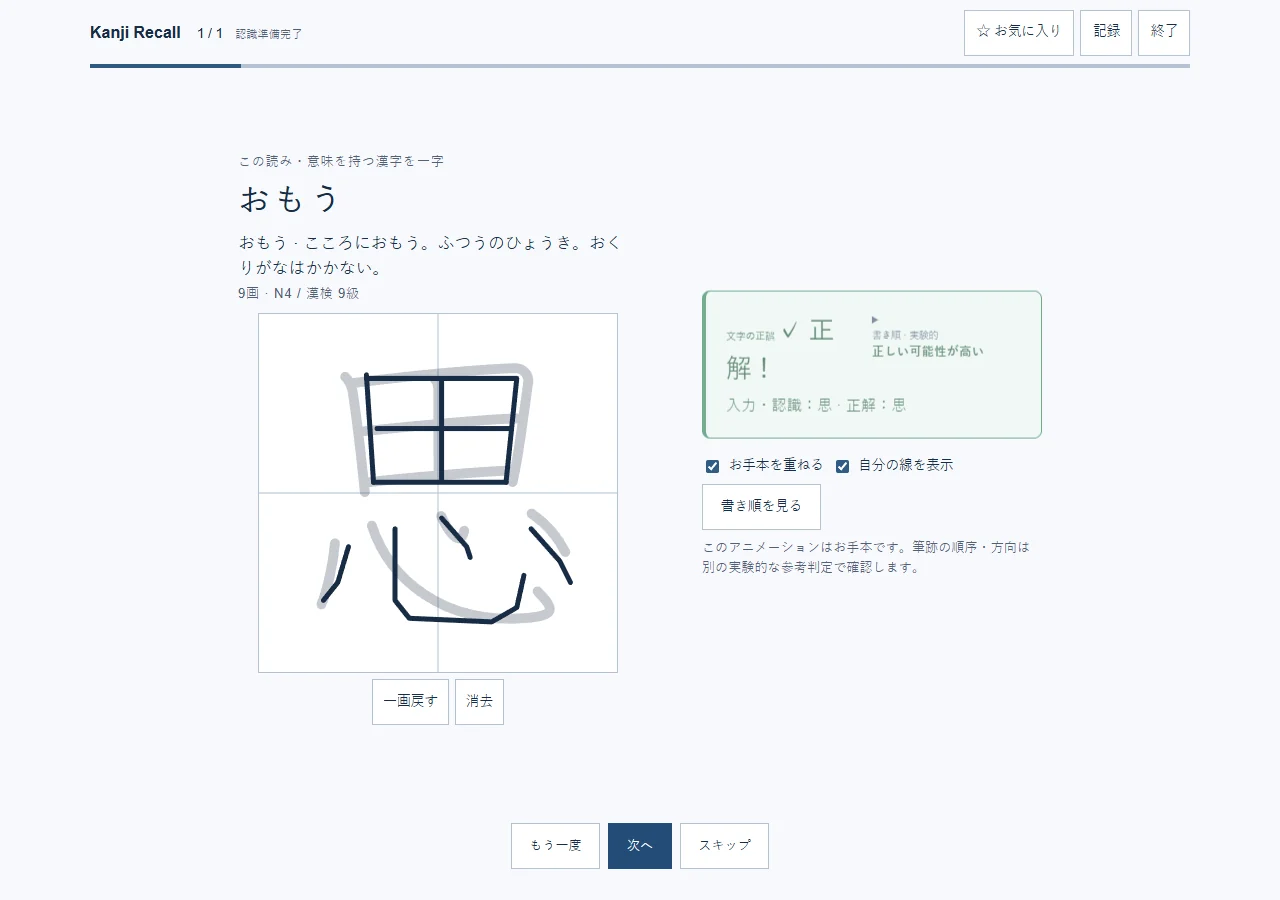 Kanji Recall 1 / 1 認識準備完了
☆ お気に入り 記録 終了
この読み・意味を持つ漢字を一字
おもう
おもう · こころにおもう。ふつうのひょうき。おく
りがなはかかない。
9画 · N4 / 漢検 9級
思
一画戻す 消去
文字の正誤 ✓ 正
解！
入力・認識：思 · 正解：思
▶
書き順・実験的
正しい可能性が高い
お手本を重ねる 自分の線を表示
書き順を見る
このアニメーションはお手本です。筆跡の順序・方向は
別の実験的な参考判定で確認します。
もう一度 次へ スキップ